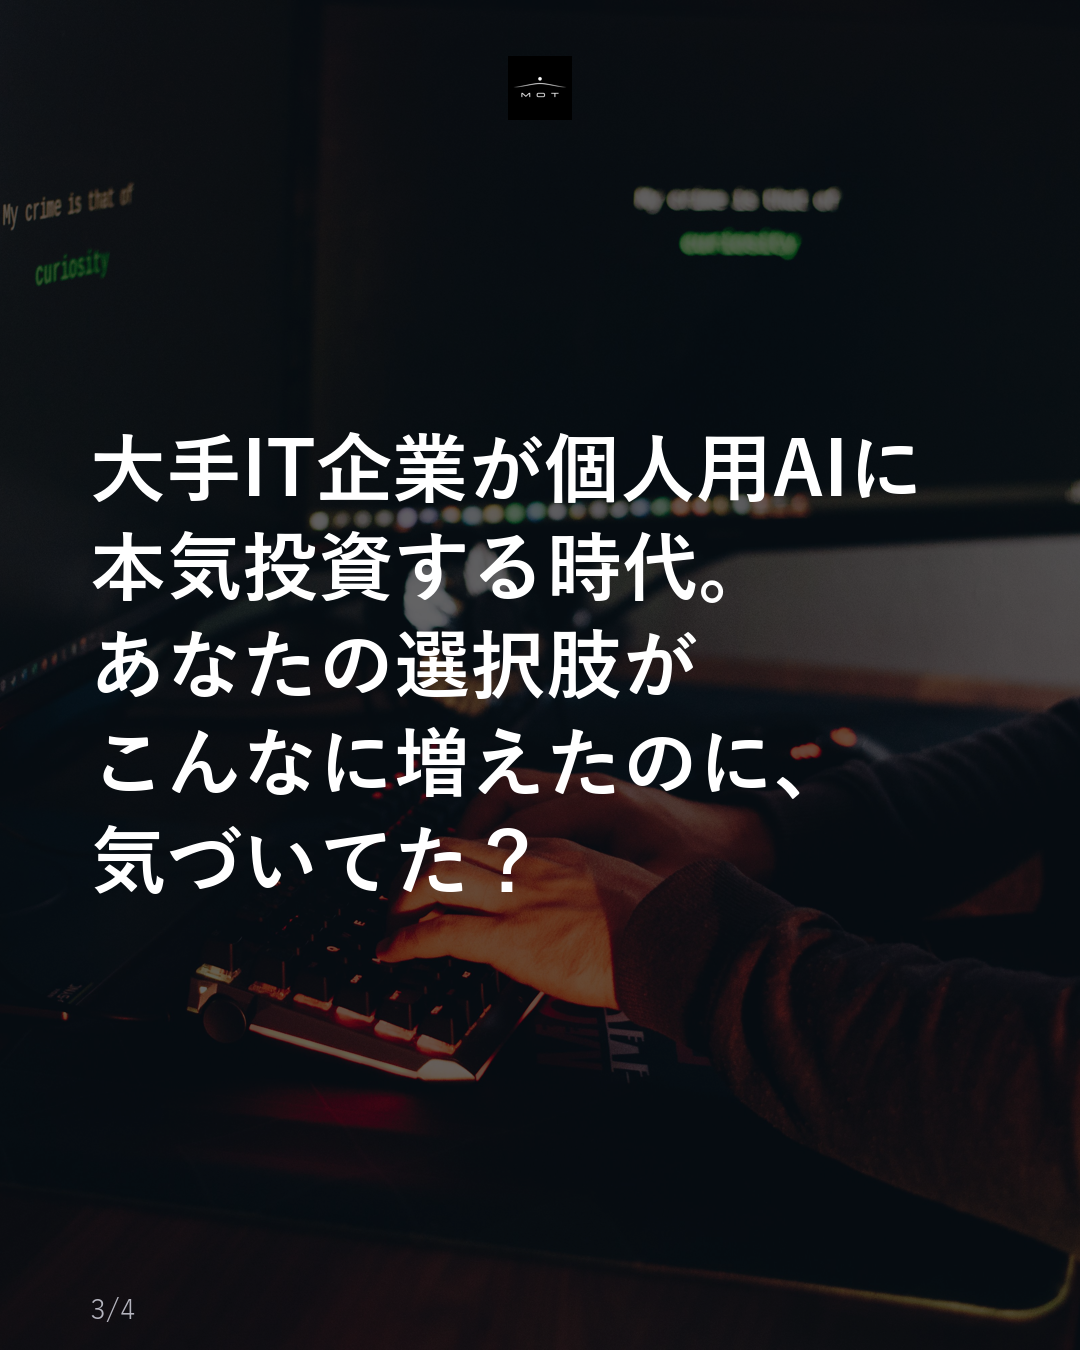 MOT
My crime is that of
curiosity
My crime is that of
curiosity
大手IT企業が個人用AIに
本気投資する時代。
あなたの選択肢が
こんなに増えたのに、
気づいてた？
3/4